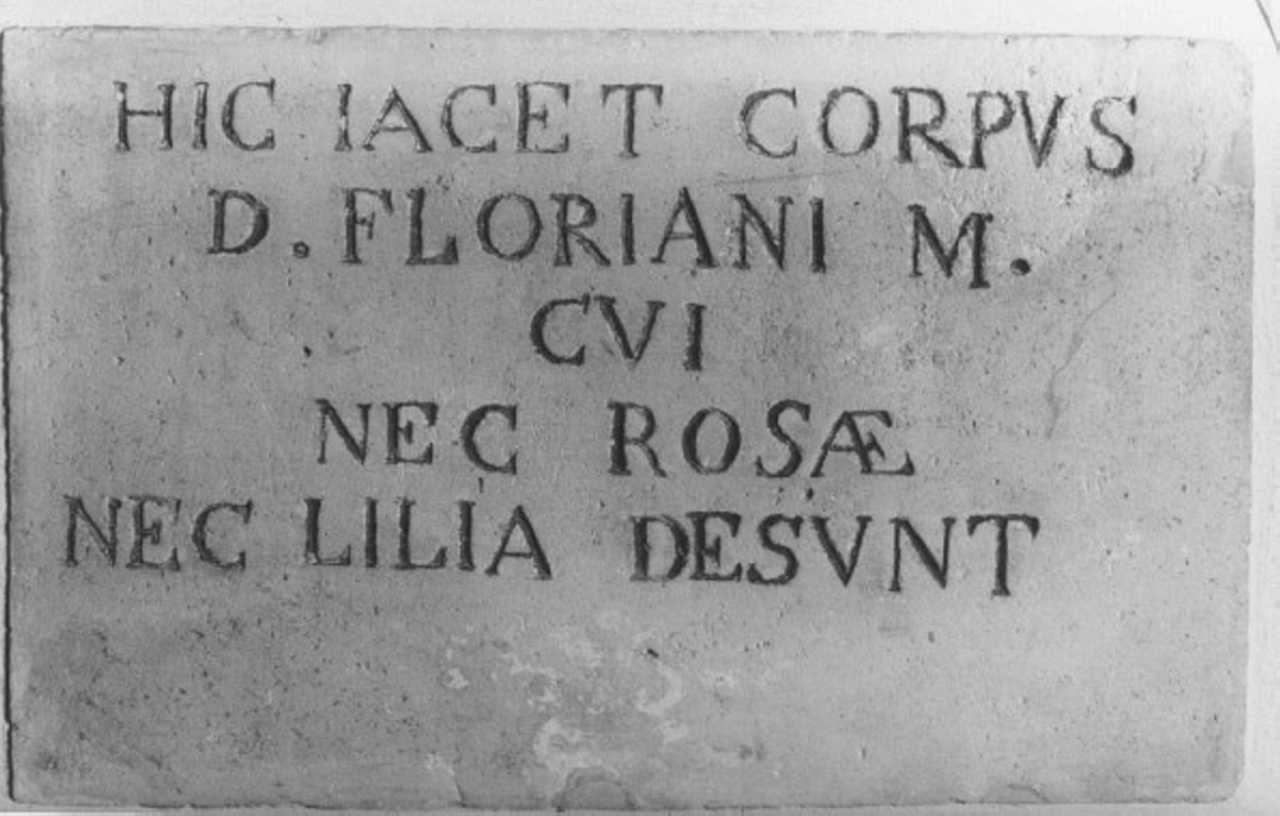 HIC IACET CORPVS
D. FLORIANI M.
CVI
NEC ROSÆ
NEC LILIA DESVNT